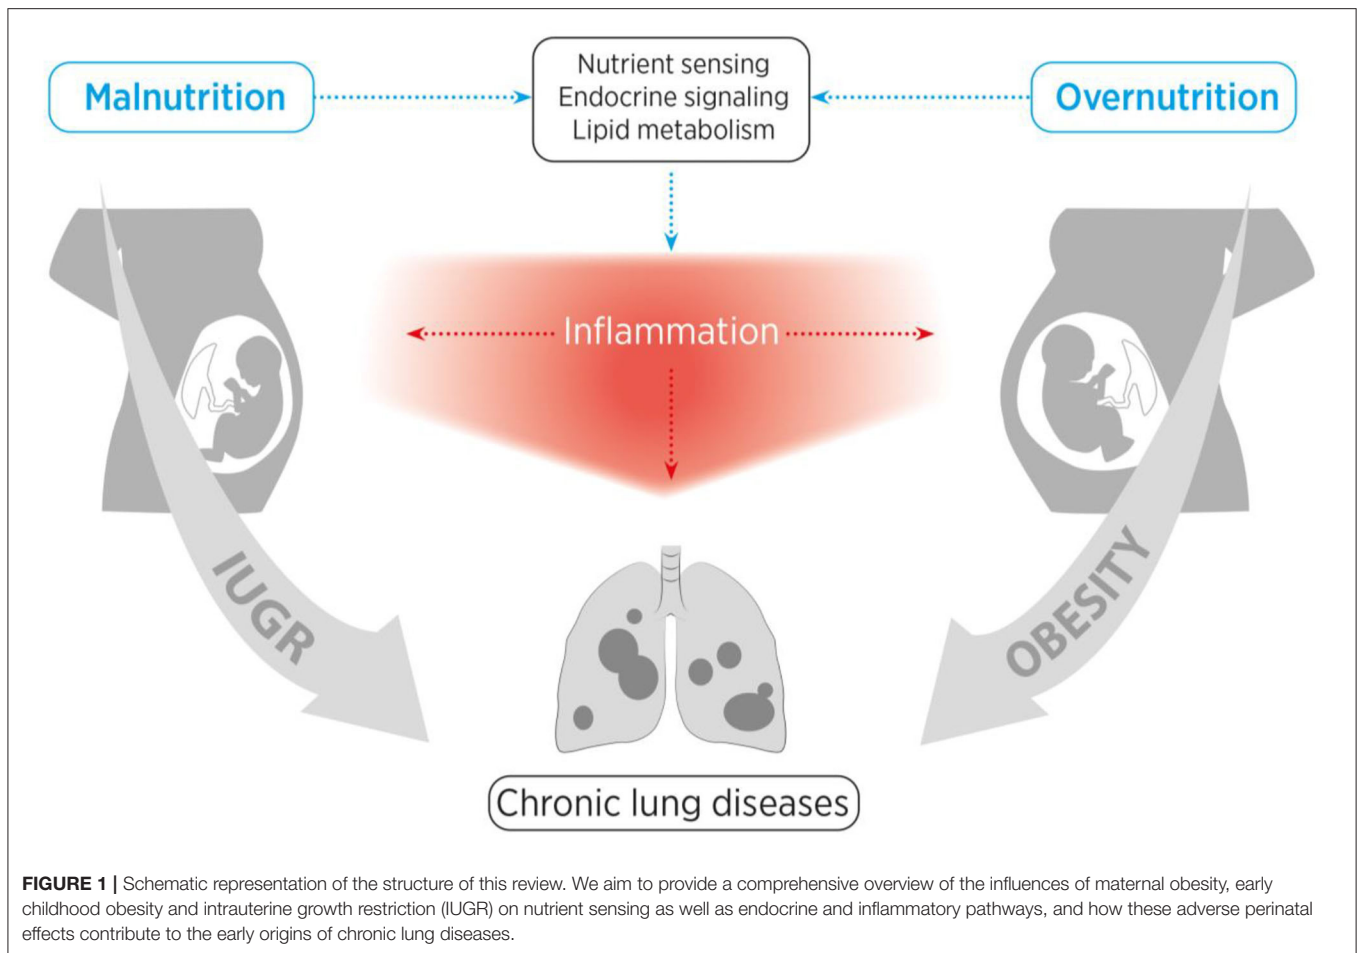 Nutrient sensing
Endocrine signaling
Lipid metabolism
Malnutrition
Overnutrition
Inflammation
IUGR
OBESITY
Chronic lung diseases
FIGURE 1 | Schematic representation of the structure of this review. We aim to provide a comprehensive overview of the influences of maternal obesity, early
childhood obesity and intrauterine growth restriction (IUGR) on nutrient sensing as well as endocrine and inflammatory pathways, and how these adverse perinatal
effects contribute to the early origins of chronic lung diseases.